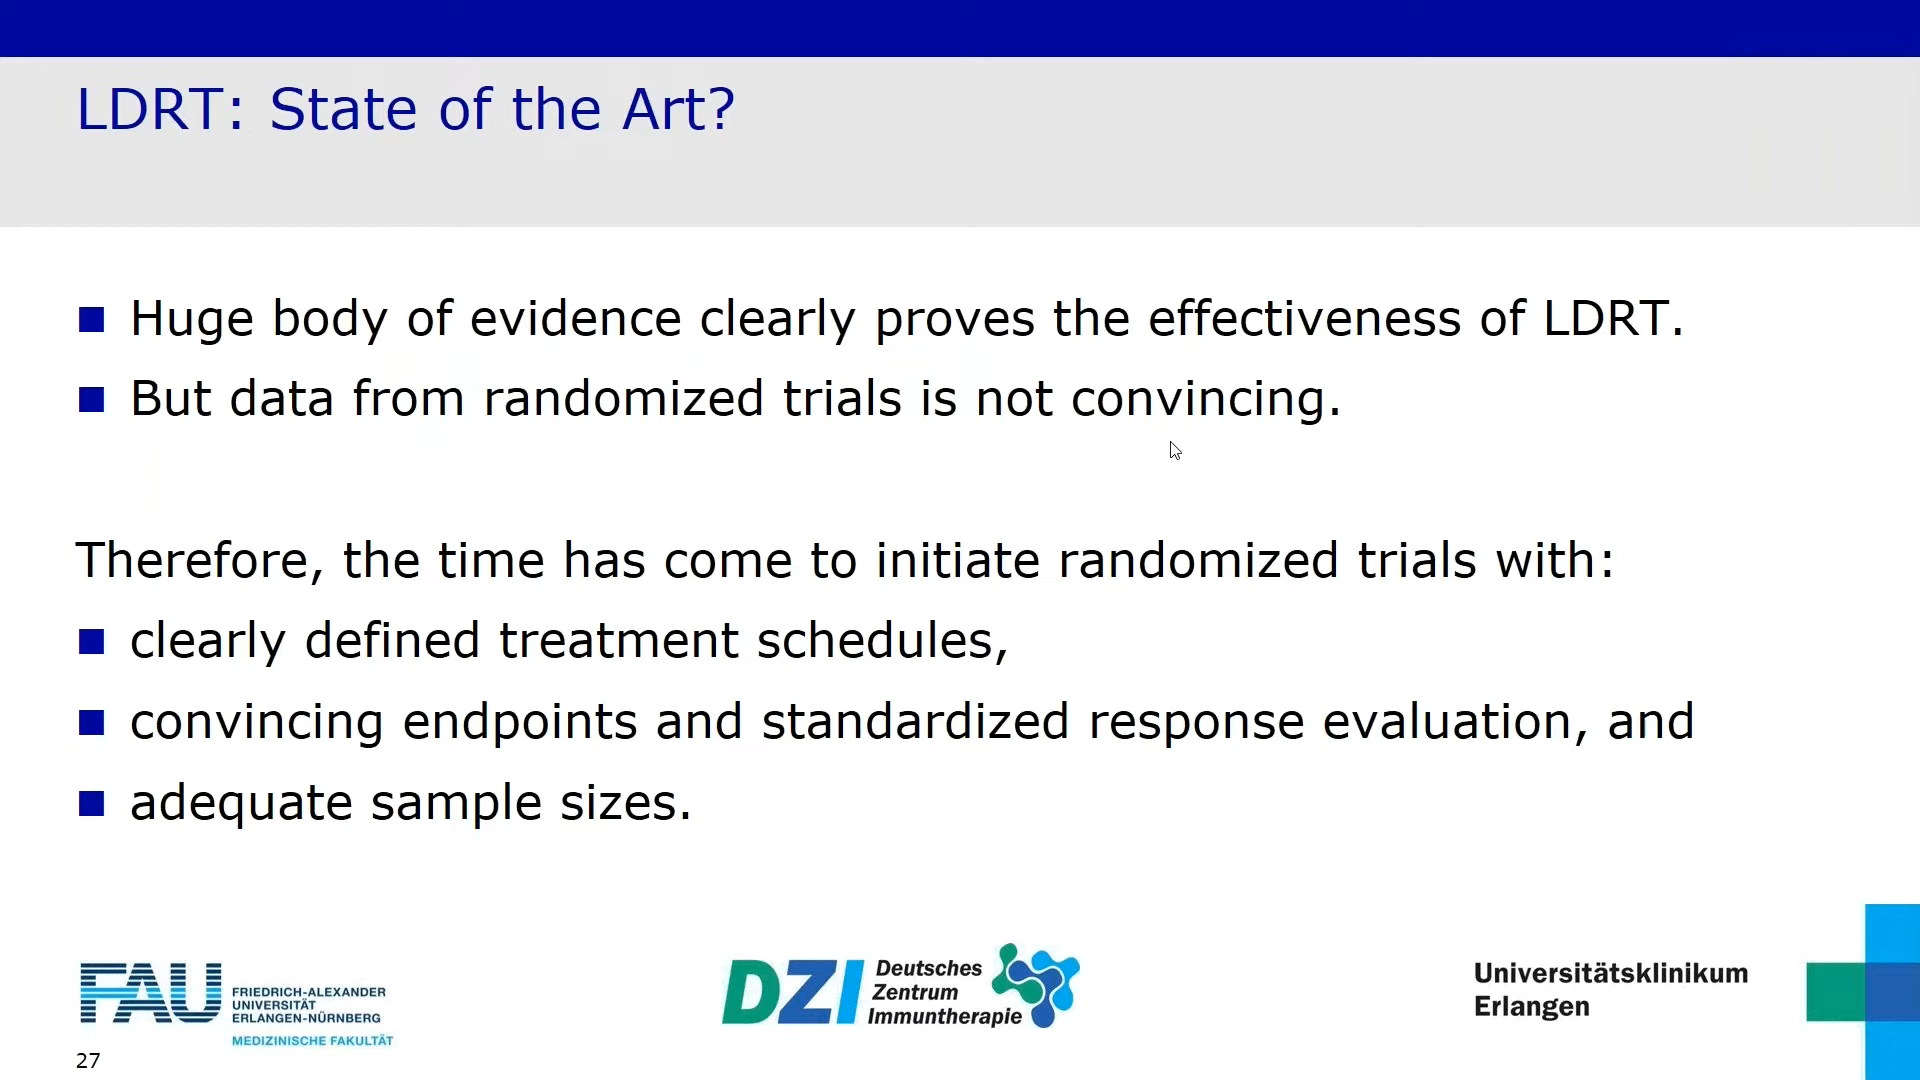 LDRT: State of the Art?
Huge body of evidence clearly proves the effectiveness of LDRT.
But data from randomized trials is not convincing.
Therefore, the time has come to initiate randomized trials with:
clearly defined treatment schedules,
convincing endpoints and standardized response evaluation, and
adequate sample sizes.
FAU
FRIEDRICH-ALEXANDER
UNIVERSITÄT
ERLANGEN-NÜRNBERG
MEDIZINISCHE FAKULTÄT
DZI
Deutsches
Zentrum
Immuntherapie
Universitätsklinikum
Erlangen
27